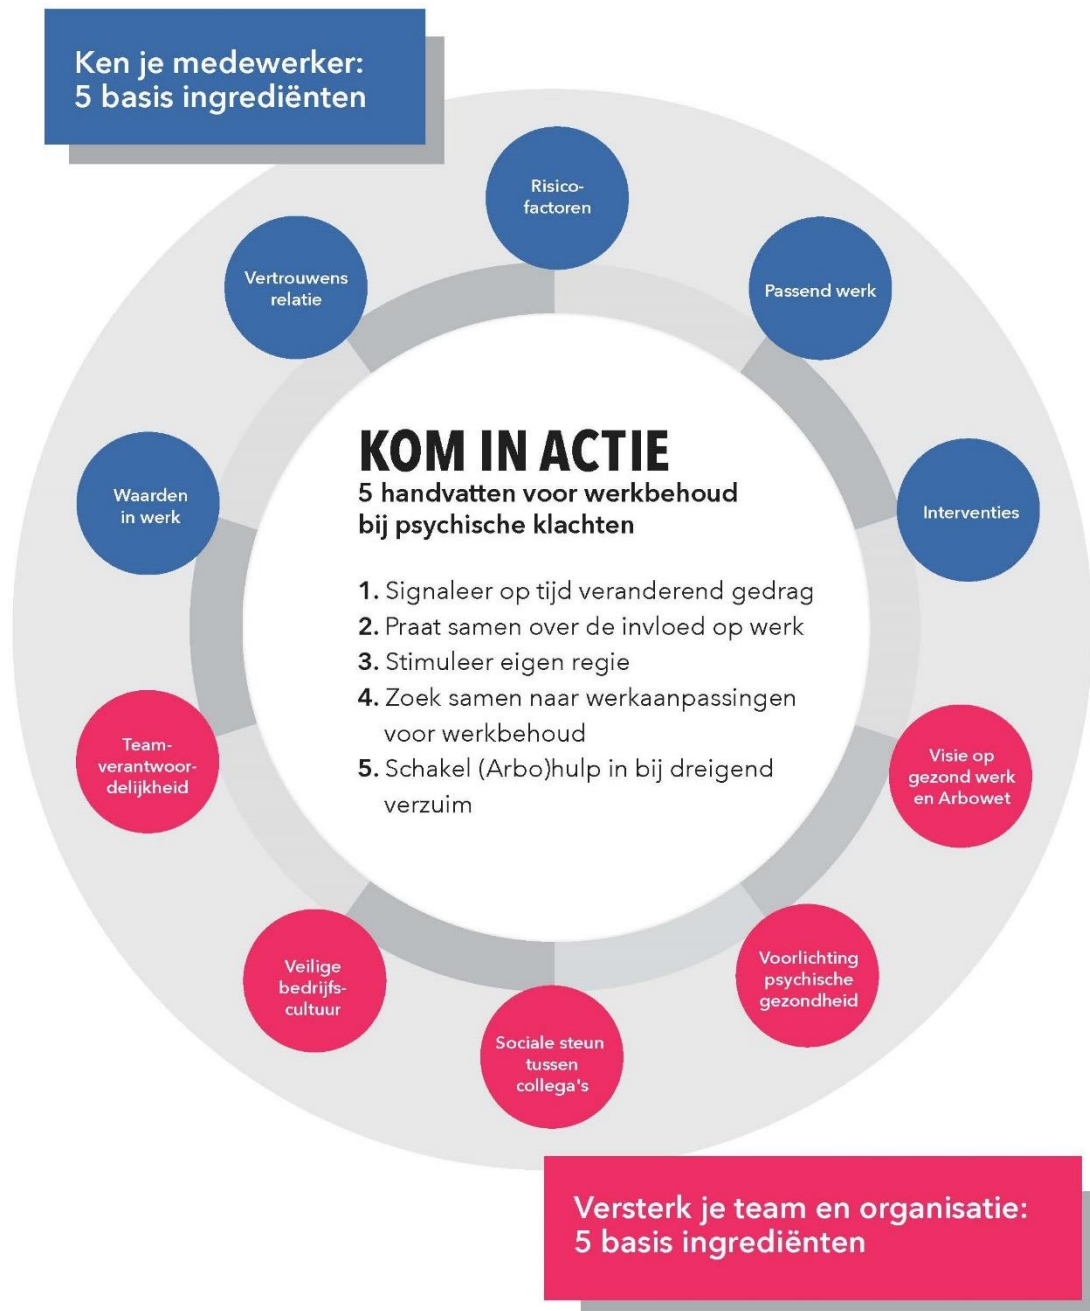 Ken je medewerker:
5 basis ingrediënten
Risico-
factoren
Vertrouwens
relatie
Passend werk
Waarden
in werk
Interventies
KOM IN ACTIE
5 handvatten voor werkbehoud
bij psychische klachten
1. Signaleer op tijd veranderend gedrag
2. Praat samen over de invloed op werk
3. Stimuleer eigen regie
4. Zoek samen naar werkaanpassingen
voor werkbehoud
5. Schakel (Arbo)hulp in bij dreigend
verzuim
Team-
verantwoor-
delijkheid
Visie op
gezond werk
en Arbowet
Veilige
bedrijfs-
cultuur
Voorlichting
psychische
gezondheid
Sociale steun
tussen
collega's
Versterk je team en organisatie:
5 basis ingrediënten